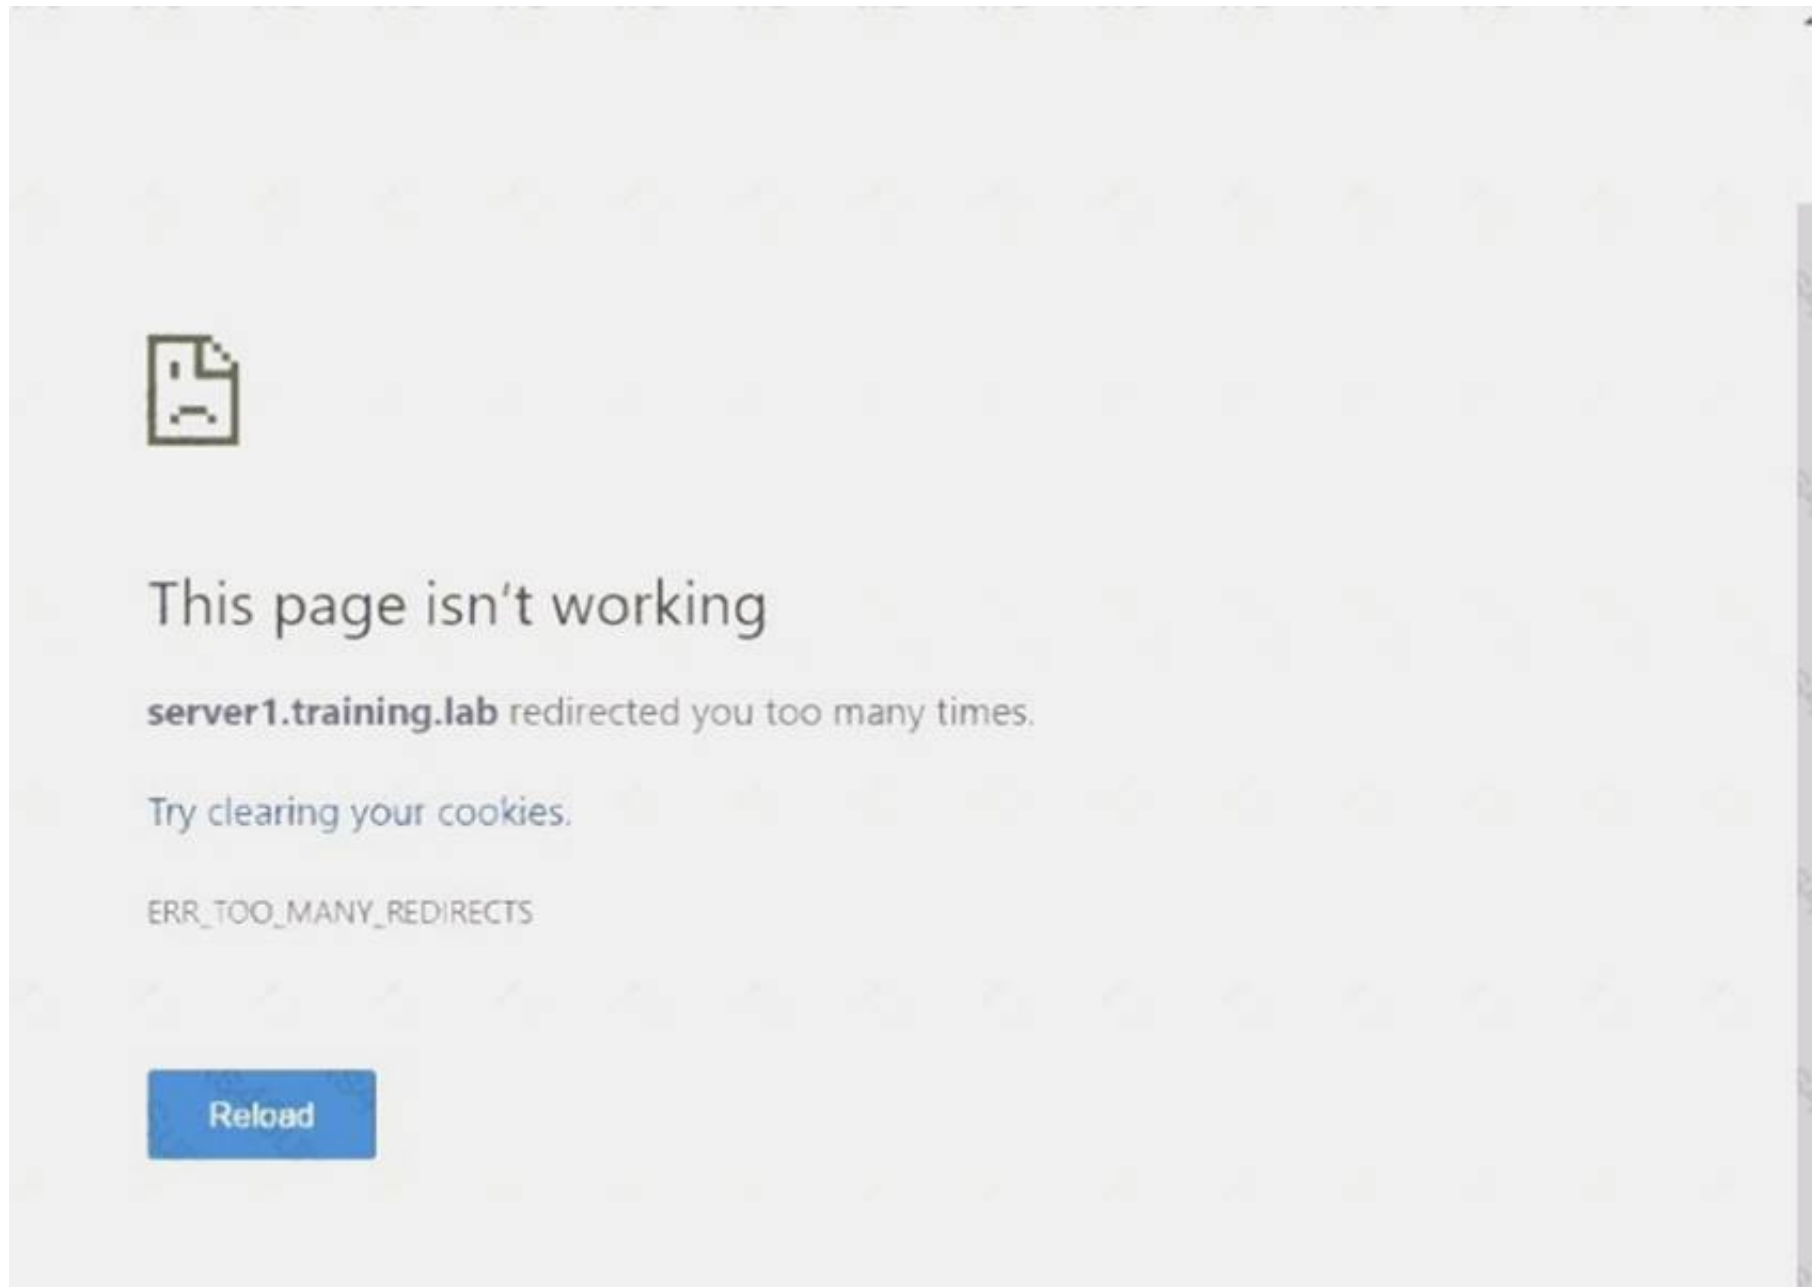 This page isn't working
server1.training.lab redirected you too many times.
Try clearing your cookies.
ERR_TOO_MANY_REDIRECTS
Reload